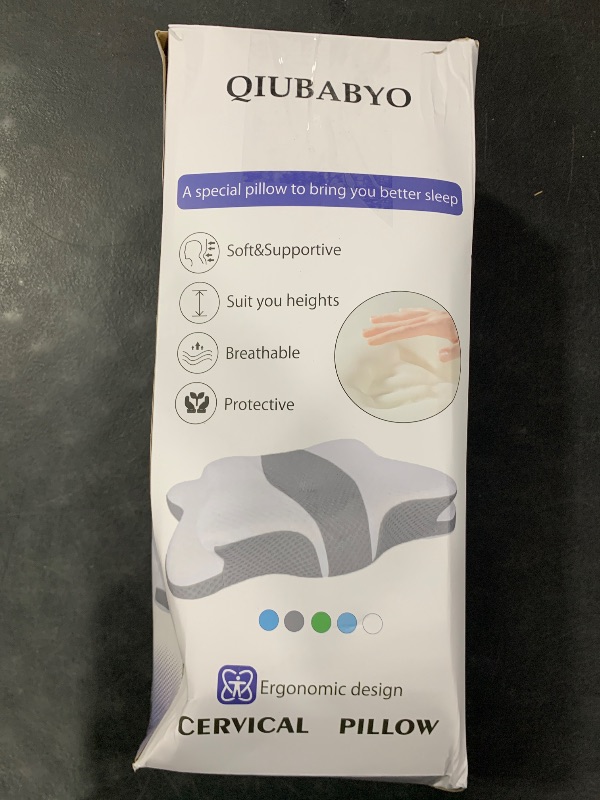 QIUBABYO
A special pillow to bring you better sleep
Soft&Supportive
Suit you heights
Breathable
Protective
Ergonomic design
CERVICAL PILLOW